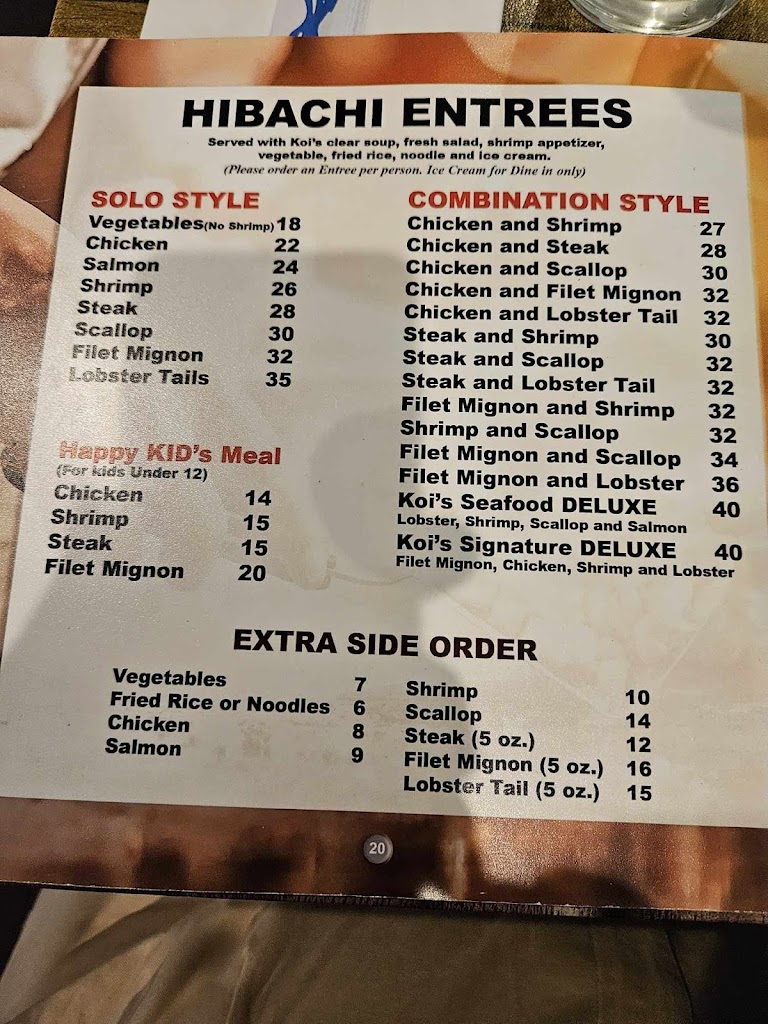 HIBACHI ENTREES
Served with Koi's clear soup, fresh salad, shrimp appetizer,
vegetable, fried rice, noodle and ice cream.
(Please order an Entree per person. Ice Cream for Dine in only)
SOLO STYLE
Vegetables(No Shrimp) 18
Chicken 22
Salmon 24
Shrimp 26
Steak 28
Scallop 30
Filet Mignon 32
Lobster Tails 35
Happy KID's Meal
(For kids Under 12)
Chicken 14
Shrimp 15
Steak 15
Filet Mignon 20
COMBINATION STYLE
Chicken and Shrimp 27
Chicken and Steak 28
Chicken and Scallop 30
Chicken and Filet Mignon 32
Chicken and Lobster Tail 32
Steak and Shrimp 30
Steak and Scallop 32
Steak and Lobster Tail 32
Filet Mignon and Shrimp 32
Shrimp and Scallop 32
Filet Mignon and Scallop 34
Filet Mignon and Lobster 36
Koi's Seafood DELUXE 40
Lobster, Shrimp, Scallop and Salmon
Koi's Signature DELUXE 40
Filet Mignon, Chicken, Shrimp and Lobster
EXTRA SIDE ORDER
Vegetables 7
Fried Rice or Noodles 6
Chicken 8
Salmon 9
Shrimp 10
Scallop 14
Steak (5 oz.) 12
Filet Mignon (5 oz.) 16
Lobster Tail (5 oz.) 15
20